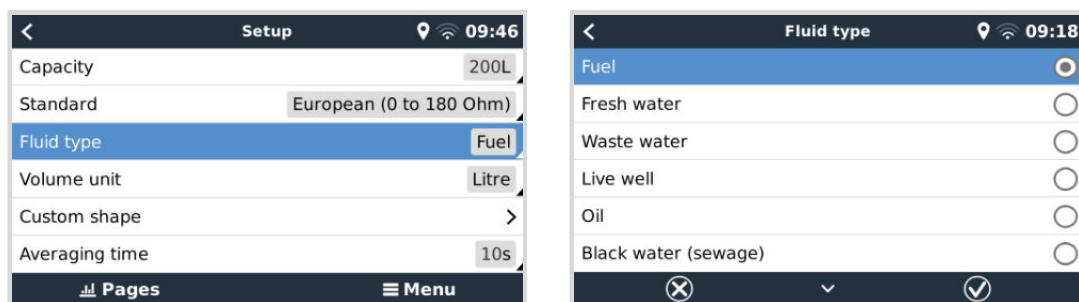 Setup 09:46
Capacity 200L
Standard European (0 to 180 Ohm)
Fluid type Fuel
Volume unit Litre
Custom shape
Averaging time 10s
Pages Menu
Fluid type 09:18
Fuel
Fresh water
Waste water
Live well
Oil
Black water (sewage)